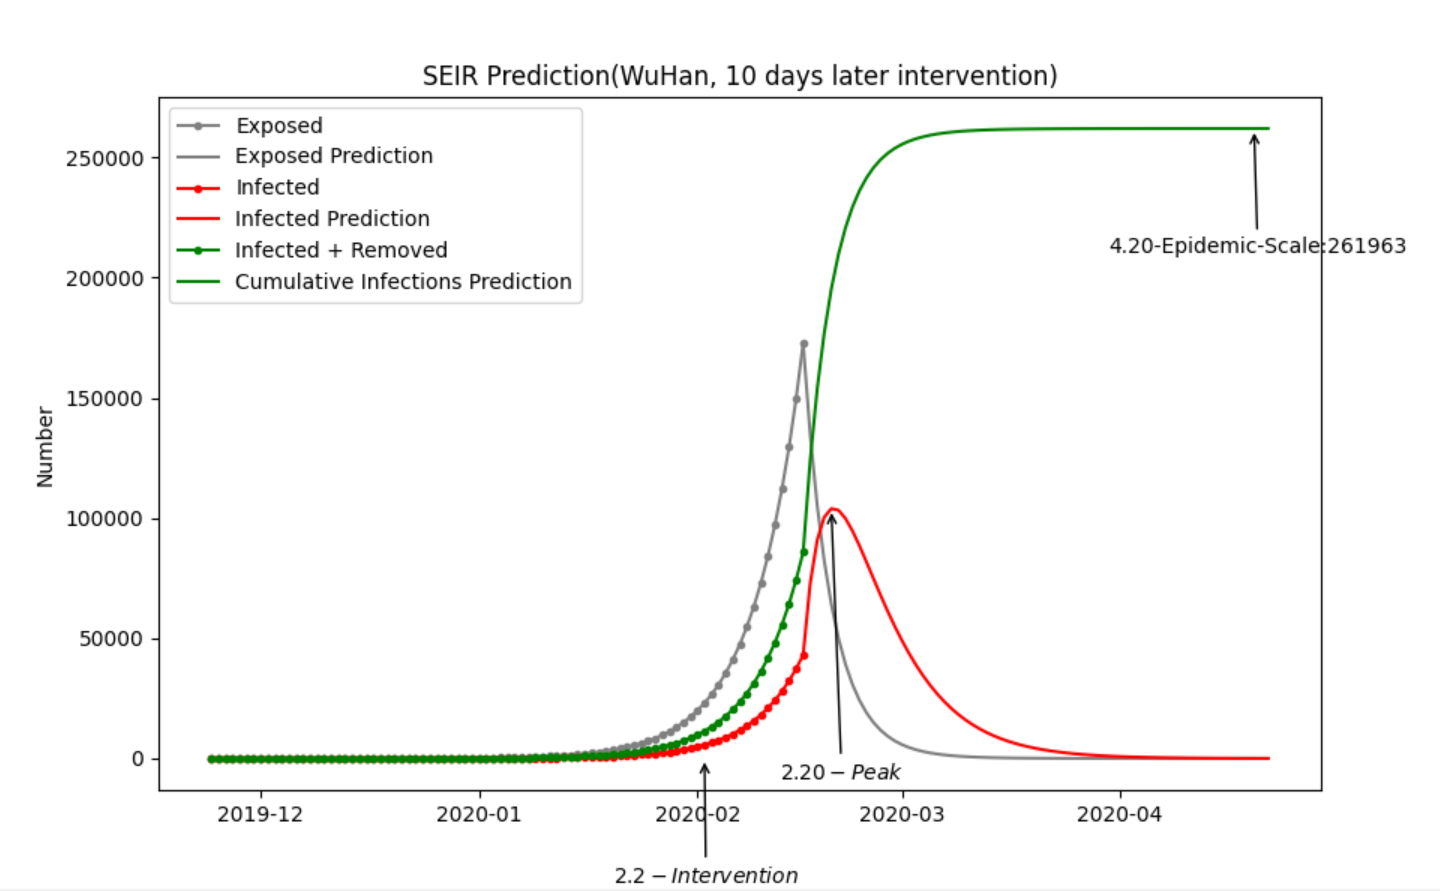 SEIR Prediction(WuHan, 10 days later intervention)
Exposed
Exposed Prediction
Infected
Infected Prediction
Infected + Removed
Cumulative Infections Prediction
250000
200000
150000
100000
50000
0
Number
4.20-Epidemic-Scale:261963
2.20 − Peak
2019-12
2020-01
2020-02
2020-03
2020-04
2.2 − Intervention